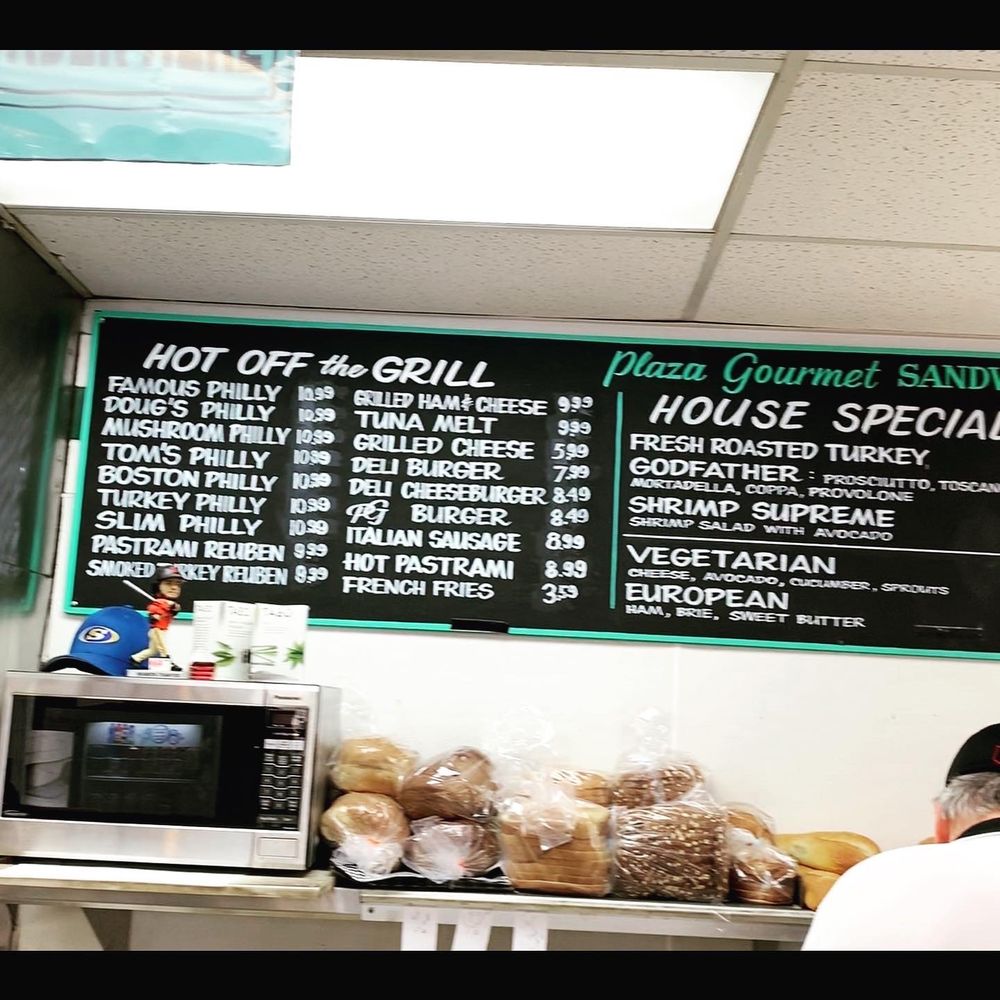 HOT OFF the GRILL
FAMOUS PHILLY 10.99
DOUG'S PHILLY 10.99
MUSHROOM PHILLY 10.99
TOM'S PHILLY 10.99
BOSTON PHILLY 10.99
TURKEY PHILLY 10.99
SLIM PHILLY 10.99
PASTRAMI REUBEN 9.99
SMOKED TURKEY REUBEN 9.99
GRILLED HAM & CHEESE 9.99
TUNA MELT 9.99
GRILLED CHEESE 5.99
DELI BURGER 7.99
DELI CHEESEBURGER 8.49
PG BURGER 8.49
ITALIAN SAUSAGE 8.99
HOT PASTRAMI 8.99
FRENCH FRIES 3.59
Plaza Gourmet SANDW
HOUSE SPECIAL
FRESH ROASTED TURKEY
GODFATHER : PROSCIUTTO, TOSCAN
MORTADELLA, COPPA, PROVOLONE
SHRIMP SUPREME
SHRIMP SALAD WITH AVOCADO
VEGETARIAN
CHEESE, AVOCADO, CUCUMBER, SPROUTS
EUROPEAN
HAM, BRIE, SWEET BUTTER
Panasonic